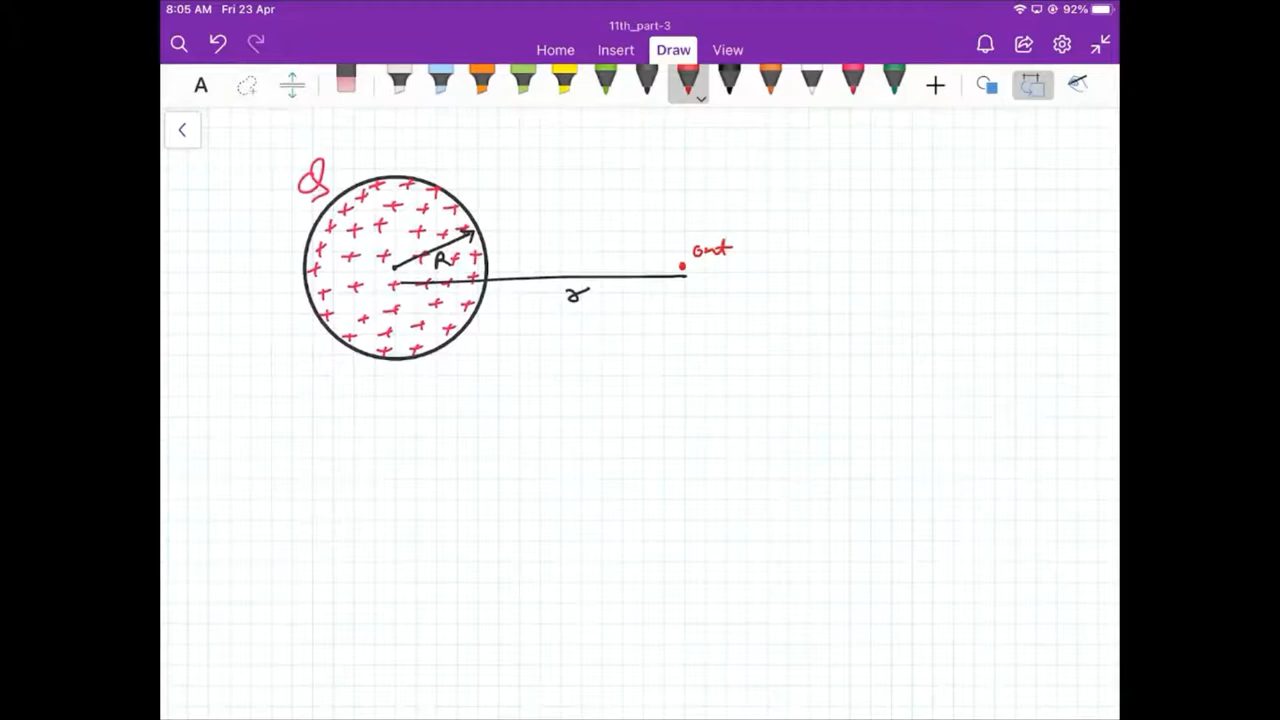 8:05 AM Fri 23 Apr
92%
11th_part-3
Home Insert Draw View
A
Q
R
out
r